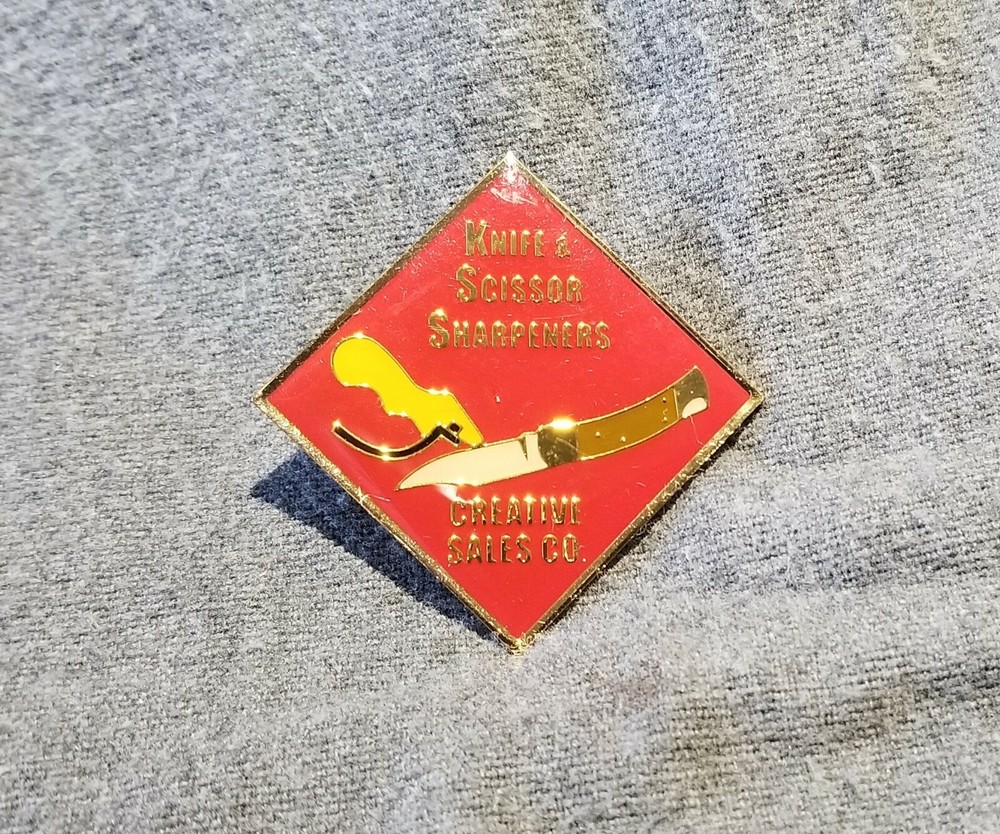 KNIFE &
SCISSOR
SHARPENERS
CREATIVE
SALES CO.